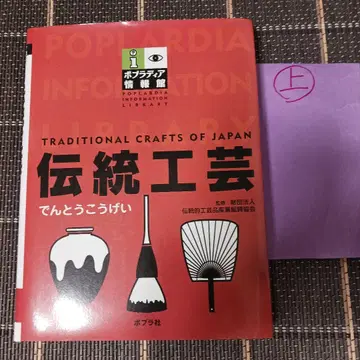 POPLARDIA
INFORMATION
LIBRARY
ポプラディア
情報館
POPLARDIA
INFORMATION
LIBRARY
TRADITIONAL CRAFTS OF JAPAN
伝統工芸
でんとうこうげい
監修 財団法人
伝統的工芸品産業振興協会
ポプラ社
上